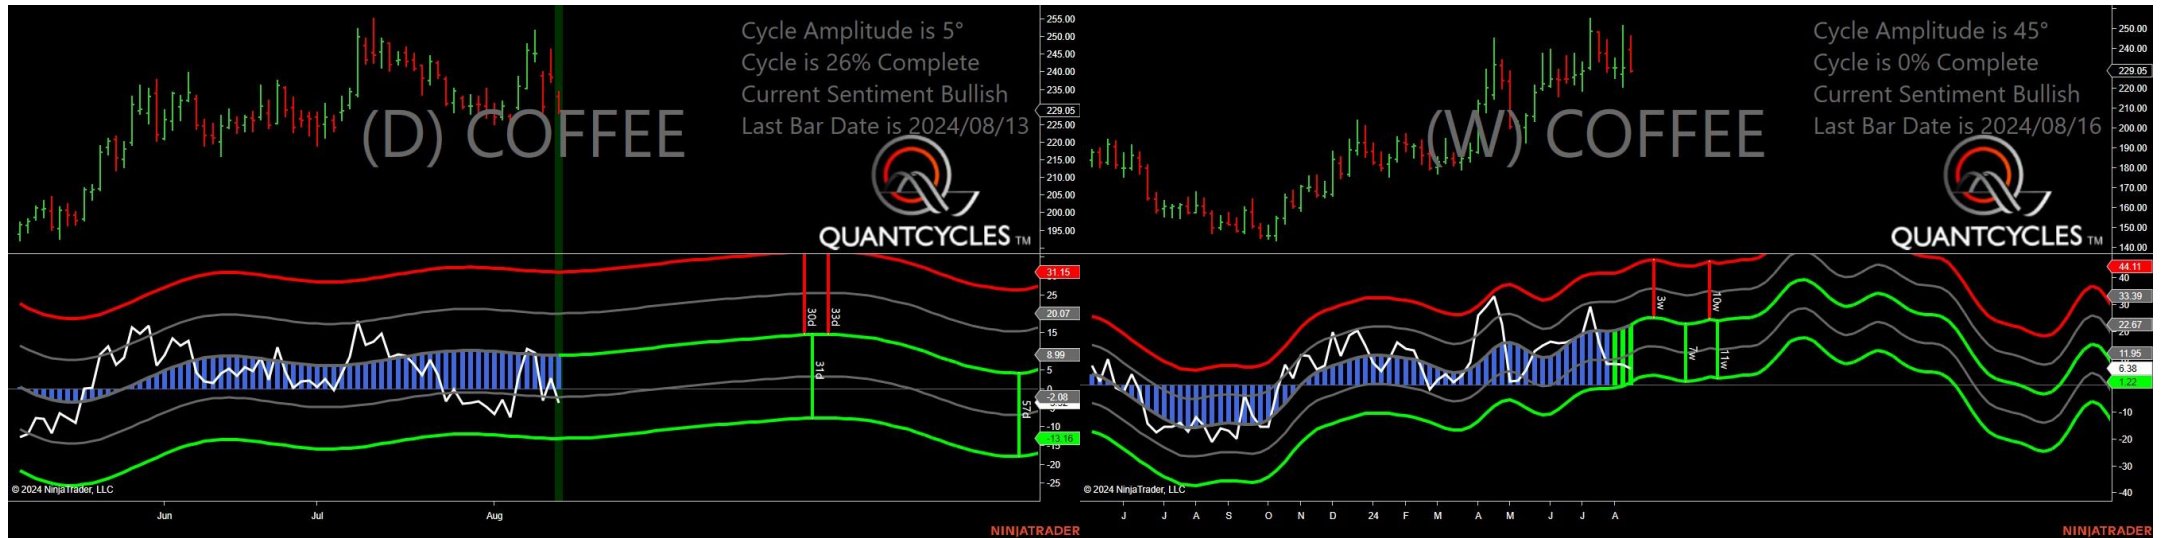 Cycle Amplitude is 5°
Cycle is 26% Complete
Current Sentiment Bullish
Last Bar Date is 2024/08/13
(D) COFFEE
QUANTCYCLES TM
255.00
250.00
245.00
240.00
235.00
229.05
225.00
220.00
215.00
210.00
205.00
200.00
195.00
31.15
25
20.07
15
8.99
5
0
-2.08
-10
-13.16
-20
-25
30d
33d
31d
57d
© 2024 NinjaTrader, LLC
Jun
Jul
Aug
NINJATRADER
Cycle Amplitude is 45°
Cycle is 0% Complete
Current Sentiment Bullish
Last Bar Date is 2024/08/16
(W) COFFEE
QUANTCYCLES TM
250.00
240.00
229.05
220.00
210.00
200.00
190.00
180.00
170.00
160.00
150.00
140.00
44.11
40
33.39
30
22.67
11.95
6.38
1.22
-10
-20
-30
-40
3w
10w
7w
11w
© 2024 NinjaTrader, LLC
J
J
A
S
O
N
D
24
F
M
A
M
J
J
A
NINJATRADER